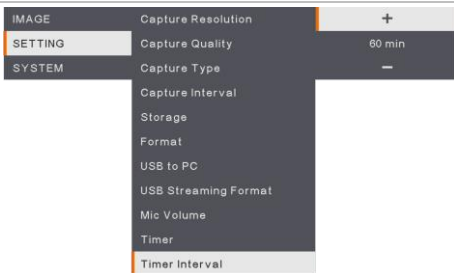 IMAGE
SETTING
SYSTEM
Capture Resolution
Capture Quality
Capture Type
Capture Interval
Storage
Format
USB to PC
USB Streaming Format
Mic Volume
Timer
Timer Interval
+
60 min
−